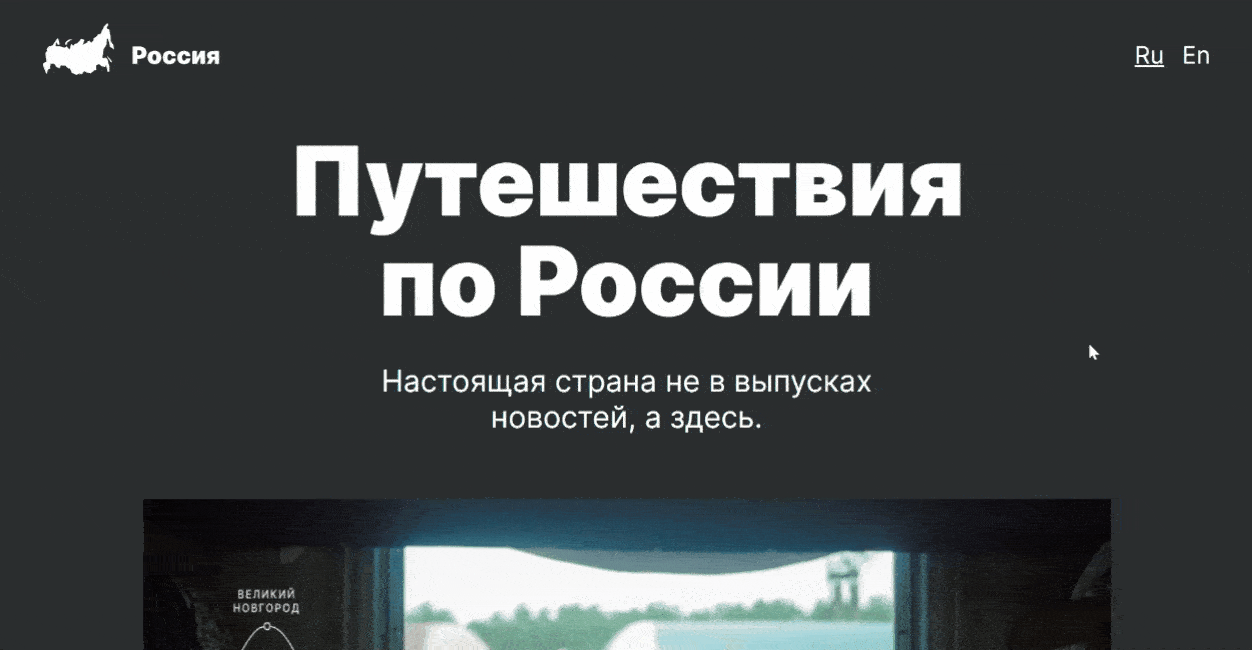 Россия
Ru En
Путешествия
по России
Настоящая страна не в выпусках
новостей, а здесь.
ВЕЛИКИЙ
НОВГОРОД